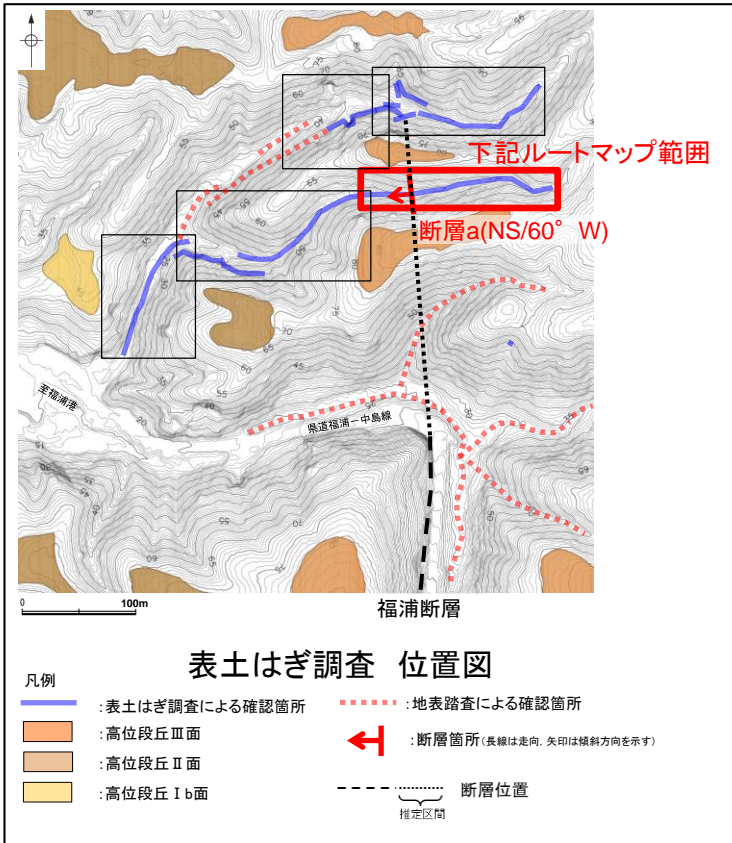 下記ルートマップ範囲
断層a(NS/60°W)
至福浦港
県道福浦ー中島線
0 100m
福浦断層
表土はぎ調査 位置図
凡例
:表土はぎ調査による確認箇所
:地表踏査による確認箇所
:高位段丘Ⅲ面
:断層箇所(長線は走向，矢印は傾斜方向を示す)
:高位段丘Ⅱ面
:高位段丘Ⅰb面
断層位置
推定区間